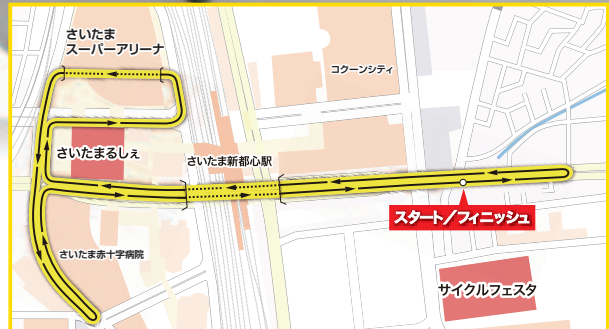 さいたま
スーパーアリーナ
コクーンシティ
さいたまるしぇ
さいたま新都心駅
スタート／フィニッシュ
さいたま赤十字病院
サイクルフェスタ